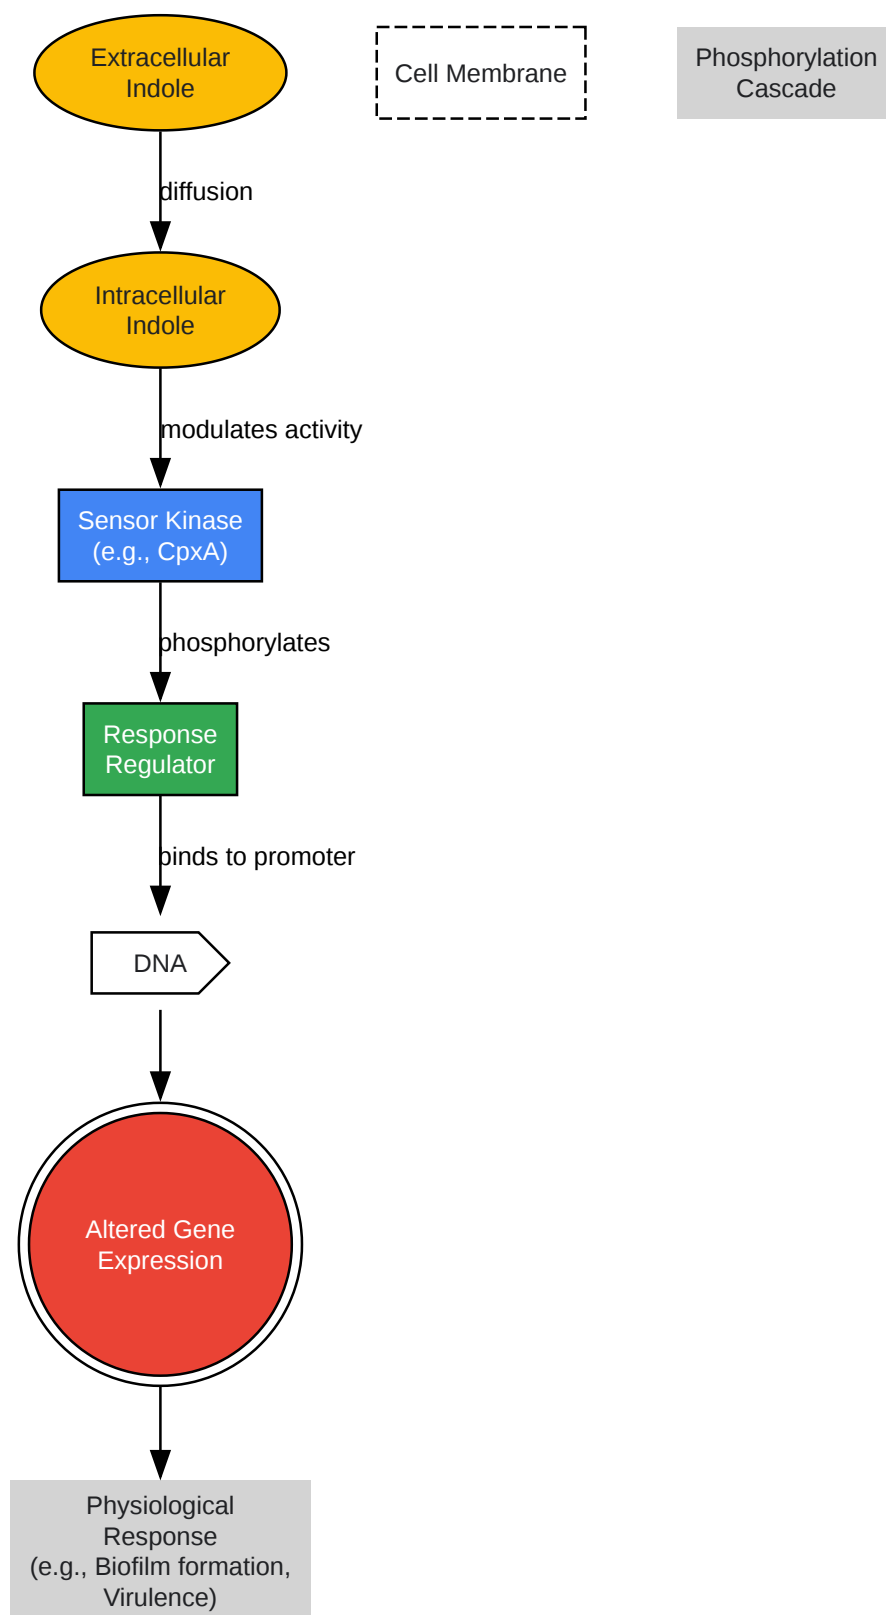 Extracellular
Indole
Cell Membrane
Phosphorylation
Cascade
diffusion
Intracellular
Indole
modulates activity
Sensor Kinase
(e.g., CpxA)
phosphorylates
Response
Regulator
binds to promoter
DNA
Altered Gene
Expression
Physiological
Response
(e.g., Biofilm formation,
Virulence)